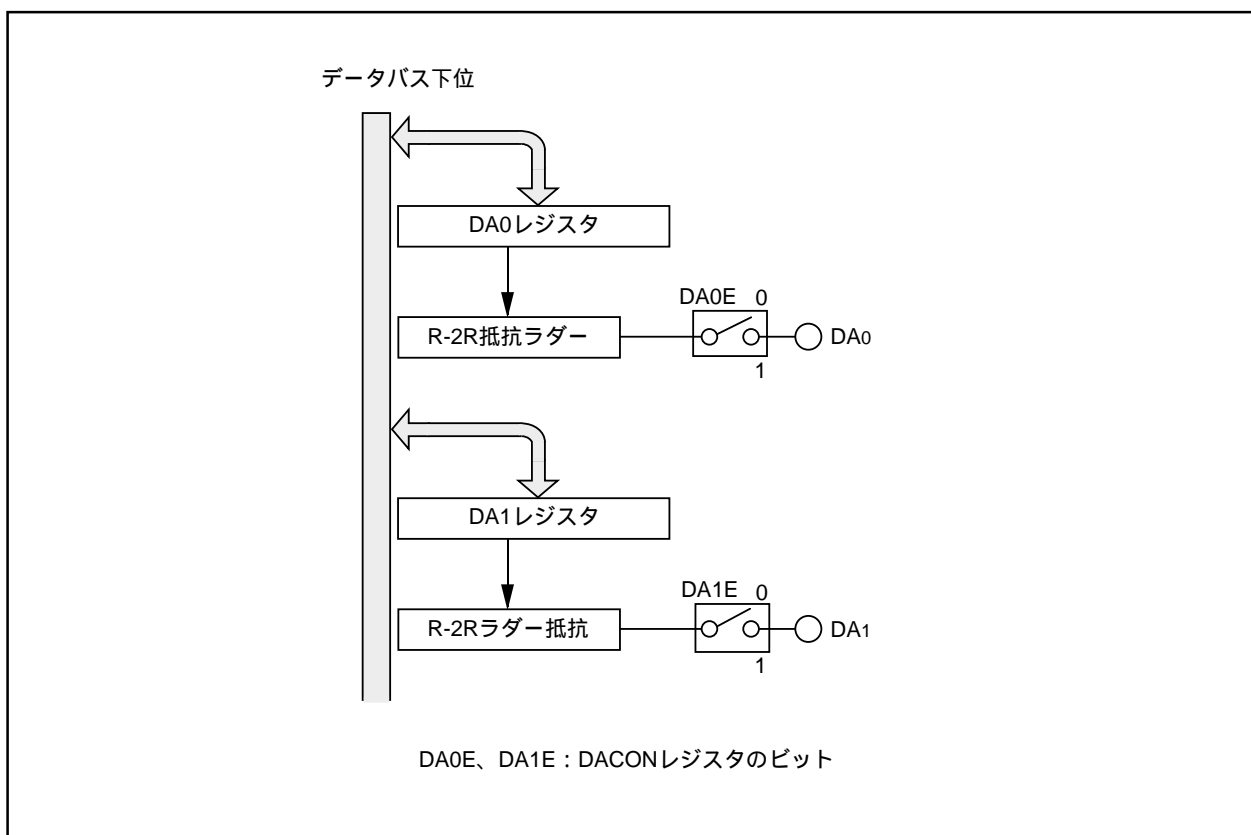 データバス下位
DA0レジスタ
DA0E 0
R-2R抵抗ラダー
DA0
1
DA1レジスタ
DA1E 0
R-2Rラダー抵抗
DA1
1
DA0E、DA1E：DACONレジスタのビット